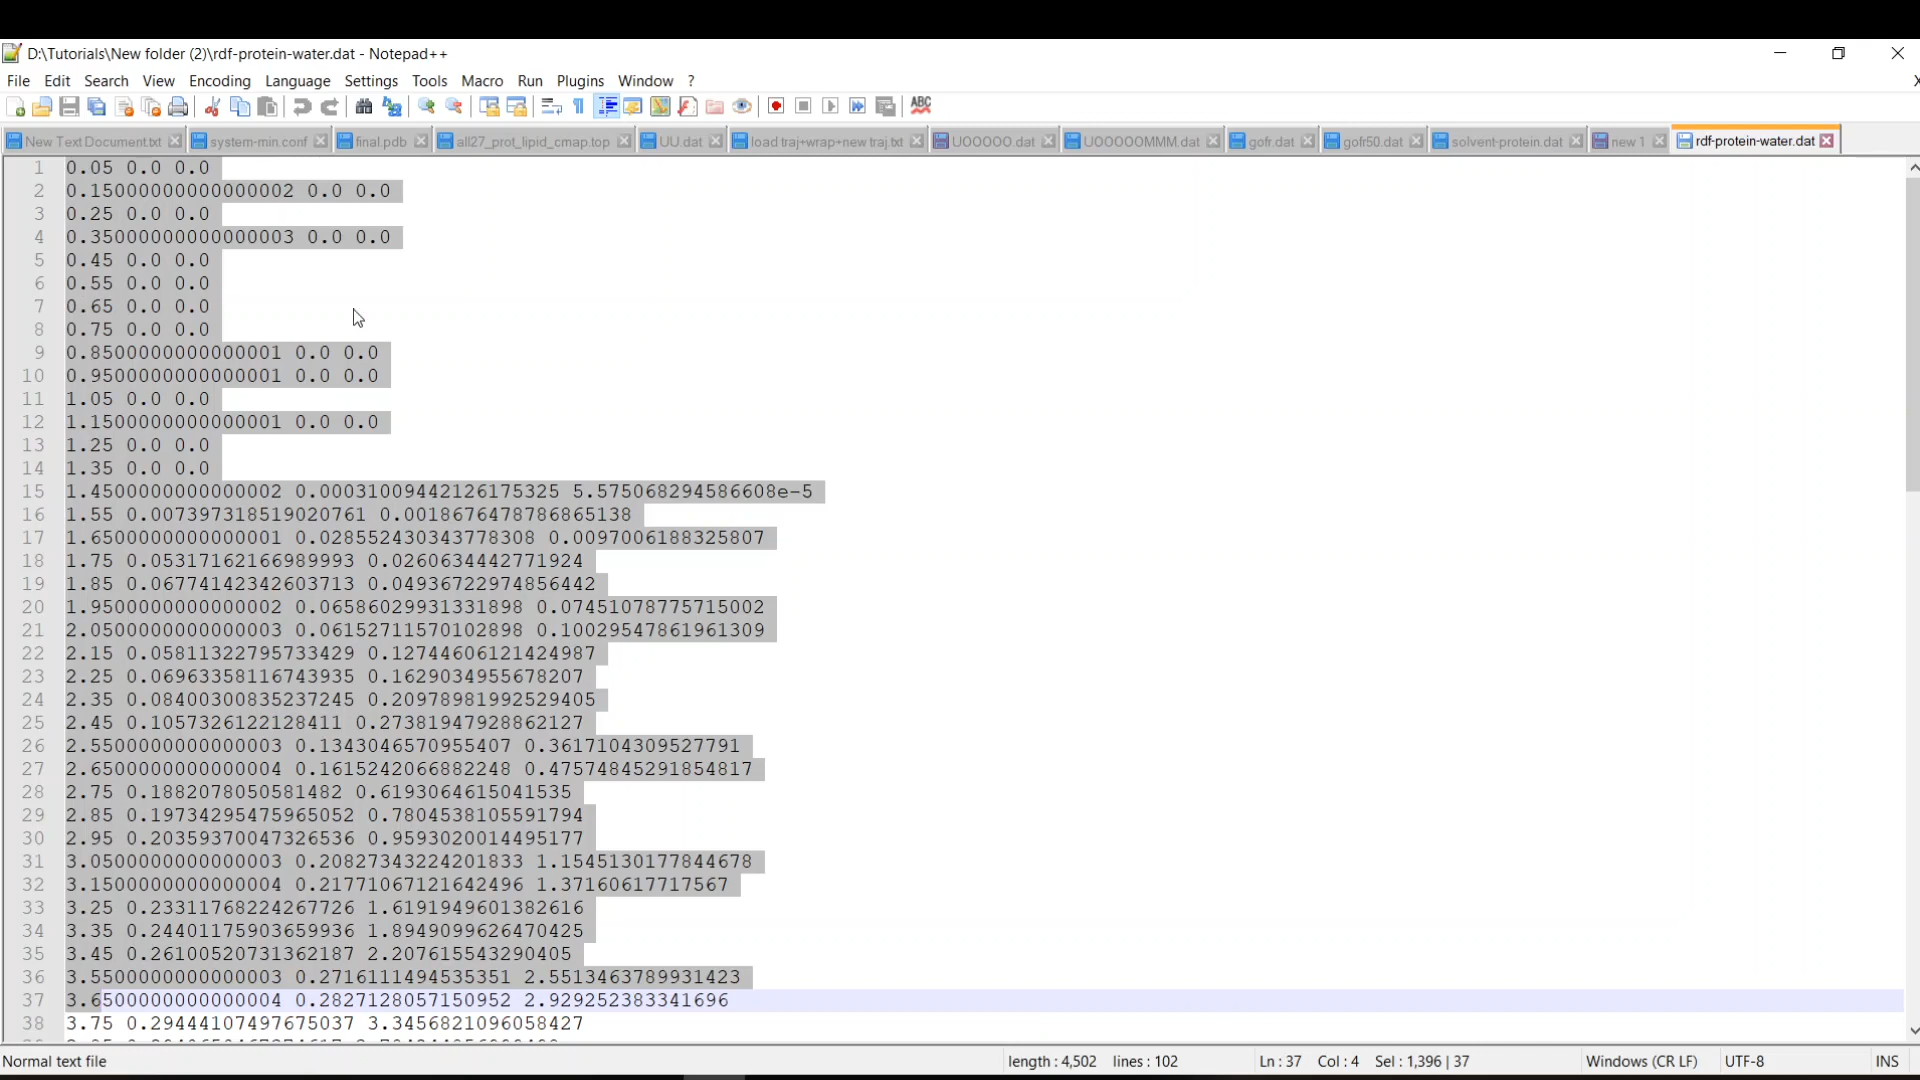 D:\Tutorials\New folder (2)\rdf-protein-water.dat - Notepad++
File Edit Search View Encoding Language Settings Tools Macro Run Plugins Window ?
ABC
New Text Document.txt system-min.conf final.pdb all27_prot_lipid_cmap.top UU.dat load traj+wrap+new traj.txt UOOOOO.dat UOOOOOMMM.dat gofr.dat gofr50.dat solvent-protein.dat new 1 rdf-protein-water.dat
1 0.05 0.0 0.0
2 0.15000000000000002 0.0 0.0
3 0.25 0.0 0.0
4 0.35000000000000003 0.0 0.0
5 0.45 0.0 0.0
6 0.55 0.0 0.0
7 0.65 0.0 0.0
8 0.75 0.0 0.0
9 0.8500000000000001 0.0 0.0
10 0.9500000000000001 0.0 0.0
11 1.05 0.0 0.0
12 1.1500000000000001 0.0 0.0
13 1.25 0.0 0.0
14 1.35 0.0 0.0
15 1.4500000000000002 0.00031009442126175325 5.575068294586608e-5
16 1.55 0.007397318519020761 0.0018676478786865138
17 1.6500000000000001 0.028552430343778308 0.0097006188325807
18 1.75 0.05317162166989993 0.0260634442771924
19 1.85 0.06774142342603713 0.04936722974856442
20 1.9500000000000002 0.06586029931331898 0.07451078775715002
21 2.0500000000000003 0.06152711570102898 0.10029547861961309
22 2.15 0.05811322795733429 0.12744606121424987
23 2.25 0.06963358116743935 0.1629034955678207
24 2.35 0.08400300835237245 0.20978981992529405
25 2.45 0.1057326122128411 0.27381947928862127
26 2.5500000000000003 0.1343046570955407 0.3617104309527791
27 2.6500000000000004 0.1615242066882248 0.47574845291854817
28 2.75 0.1882078050581482 0.6193064615041535
29 2.85 0.19734295475965052 0.7804538105591794
30 2.95 0.20359370047326536 0.9593020014495177
31 3.0500000000000003 0.20827343224201833 1.1545130177844678
32 3.1500000000000004 0.21771067121642496 1.37160617717567
33 3.25 0.23311768224267726 1.6191949601382616
34 3.35 0.24401175903659936 1.8949099626470425
35 3.45 0.26100520731362187 2.207615543290405
36 3.5500000000000003 0.2716111494535351 2.5513463789931423
37 3.6500000000000004 0.2827128057150952 2.929252383341696
38 3.75 0.29444107497675037 3.3456821096058427
Normal text file length : 4,502 lines : 102 Ln : 37 Col : 4 Sel : 1,396 | 37 Windows (CR LF) UTF-8 INS